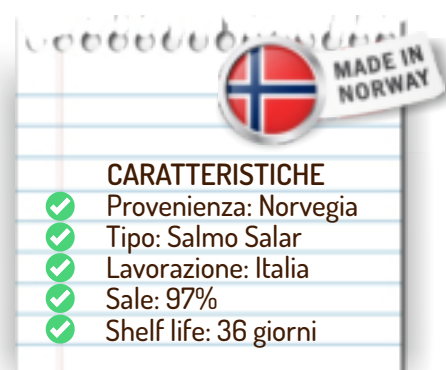 MADE IN
NORWAY
CARATTERISTICHE
Provenienza: Norvegia
Tipo: Salmo Salar
Lavorazione: Italia
Sale: 97%
Shelf life: 36 giorni